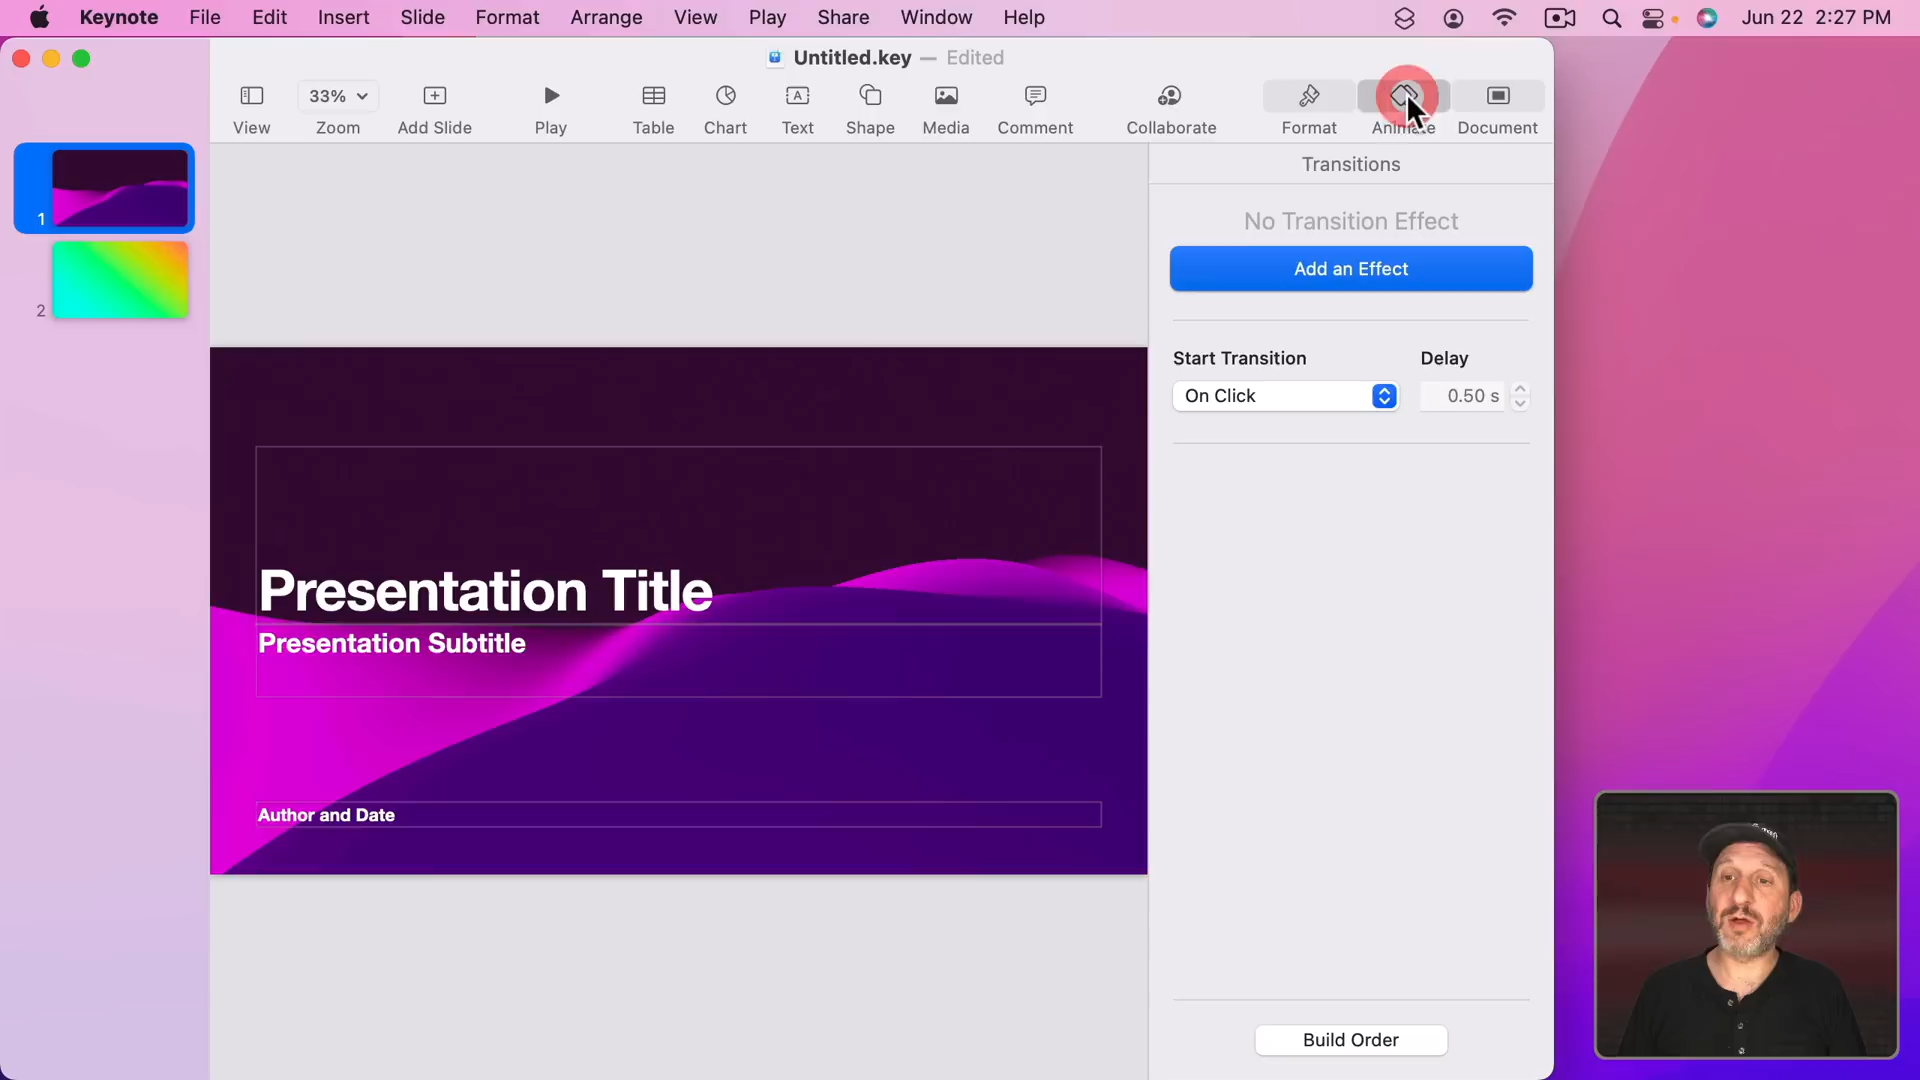 Keynote File Edit Insert Slide Format Arrange View Play Share Window Help Jun 22 2:27 PM
Untitled.key — Edited
33%
View Zoom Add Slide Play Table Chart Text Shape Media Comment Collaborate Format Animate Document
Transitions
No Transition Effect
Add an Effect
Start Transition Delay
On Click 0.50 s
1
2
Presentation Title
Presentation Subtitle
Author and Date
Build Order